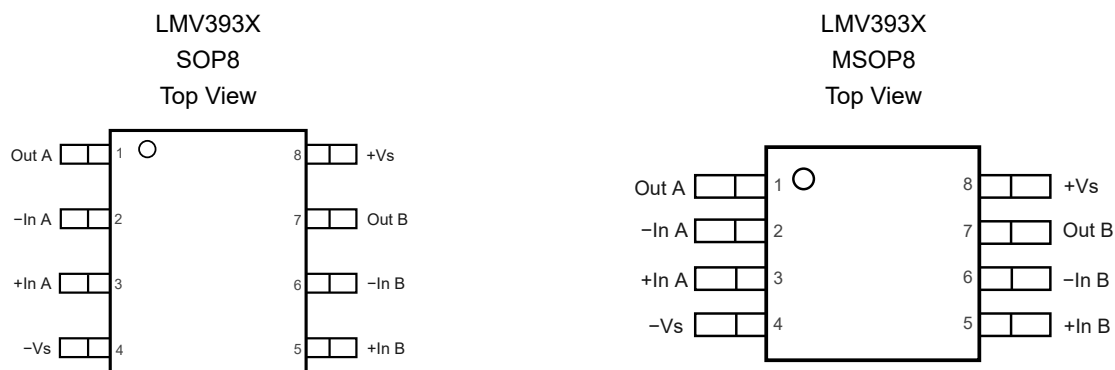 LMV393X
SOP8
Top View
Out A 1 8 +Vs
−In A 2 7 Out B
+In A 3 6 −In B
−Vs 4 5 +In B
LMV393X
MSOP8
Top View
Out A 1 8 +Vs
−In A 2 7 Out B
+In A 3 6 −In B
−Vs 4 5 +In B